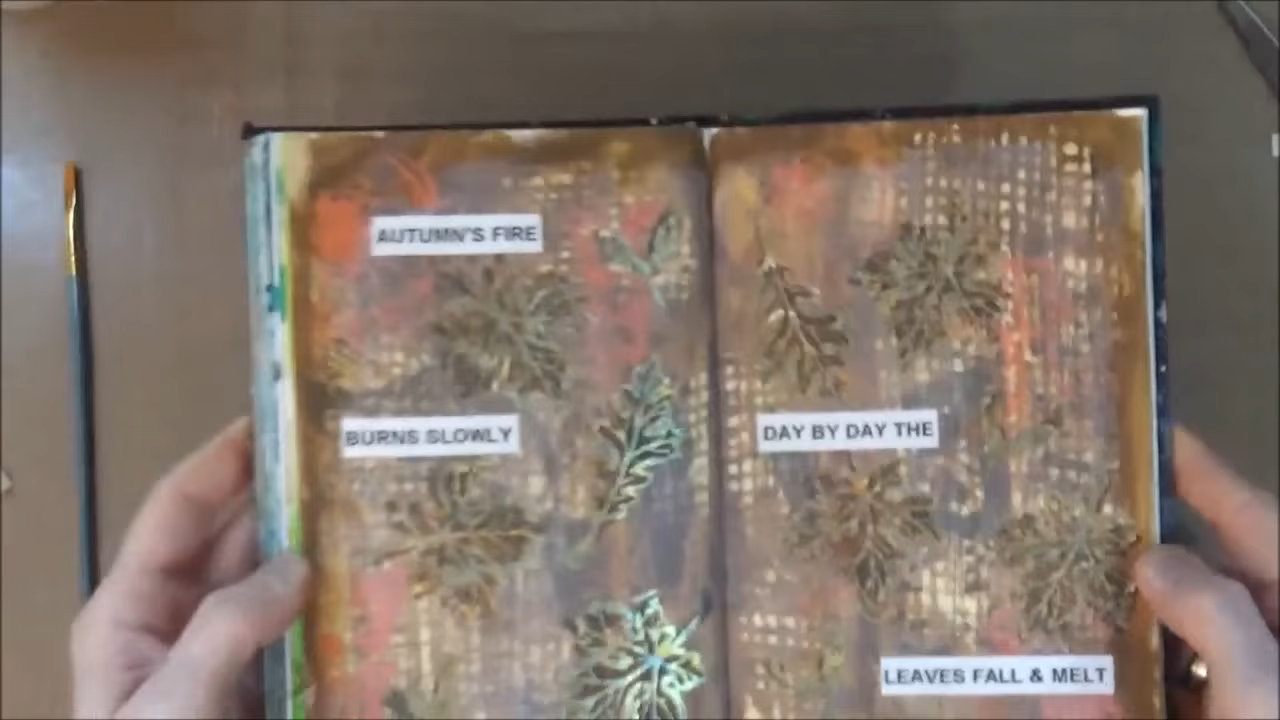 AUTUMN'S FIRE
BURNS SLOWLY
DAY BY DAY THE
LEAVES FALL & MELT